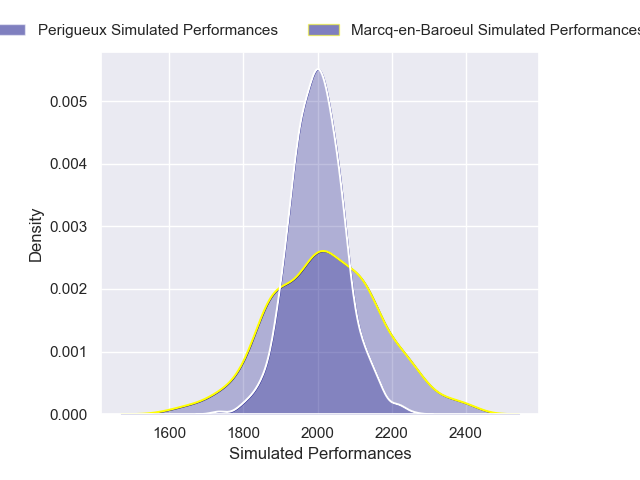 Perigueux Simulated Performances
Marcq-en-Baroeul Simulated Performances
0.005
0.004
0.003
0.002
0.001
0.000
Density
1600 1800 2000 2200 2400
Simulated Performances